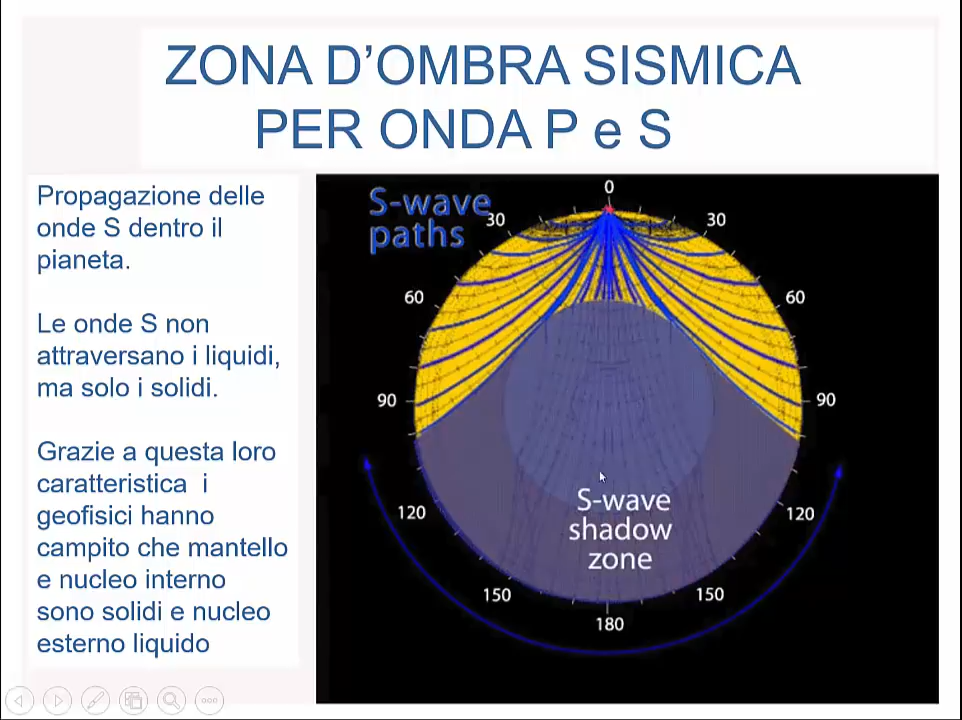 ZONA D'OMBRA SISMICA
PER ONDA P e S
Propagazione delle
onde S dentro il
pianeta.
Le onde S non
attraversano i liquidi,
ma solo i solidi.
Grazie a questa loro
caratteristica  i
geofisici hanno
campito che mantello
e nucleo interno
sono solidi e nucleo
esterno liquido
S-wave
paths
0
30
30
60
60
90
90
120
120
150
150
180
S-wave
shadow
zone